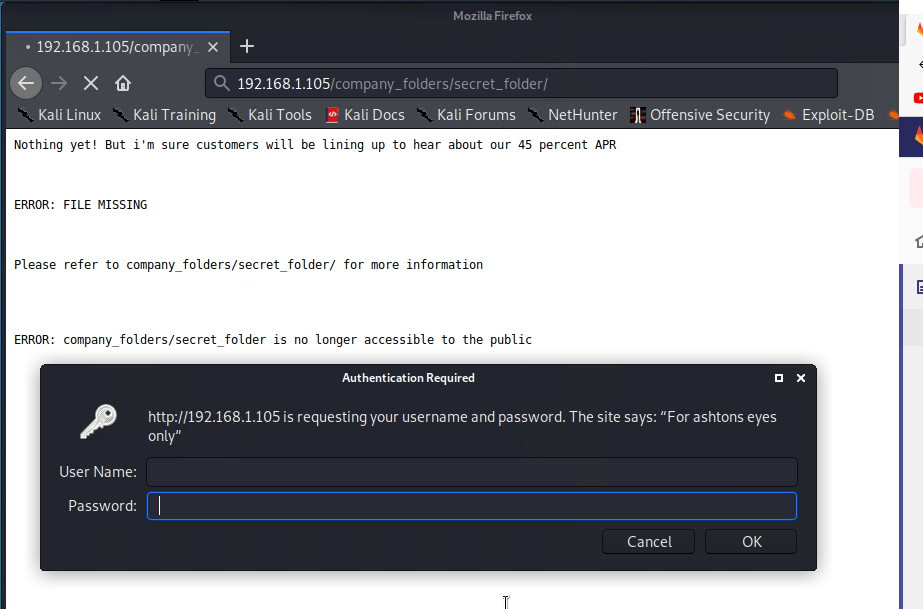 Mozilla Firefox
• 192.168.1.105/company_
192.168.1.105/company_folders/secret_folder/
Kali Linux Kali Training Kali Tools Kali Docs Kali Forums NetHunter Offensive Security Exploit-DB
Nothing yet! But i'm sure customers will be lining up to hear about our 45 percent APR
ERROR: FILE MISSING
Please refer to company_folders/secret_folder/ for more information
ERROR: company_folders/secret_folder is no longer accessible to the public
Authentication Required
http://192.168.1.105 is requesting your username and password. The site says: “For ashtons eyes
only”
User Name:
Password:
Cancel OK